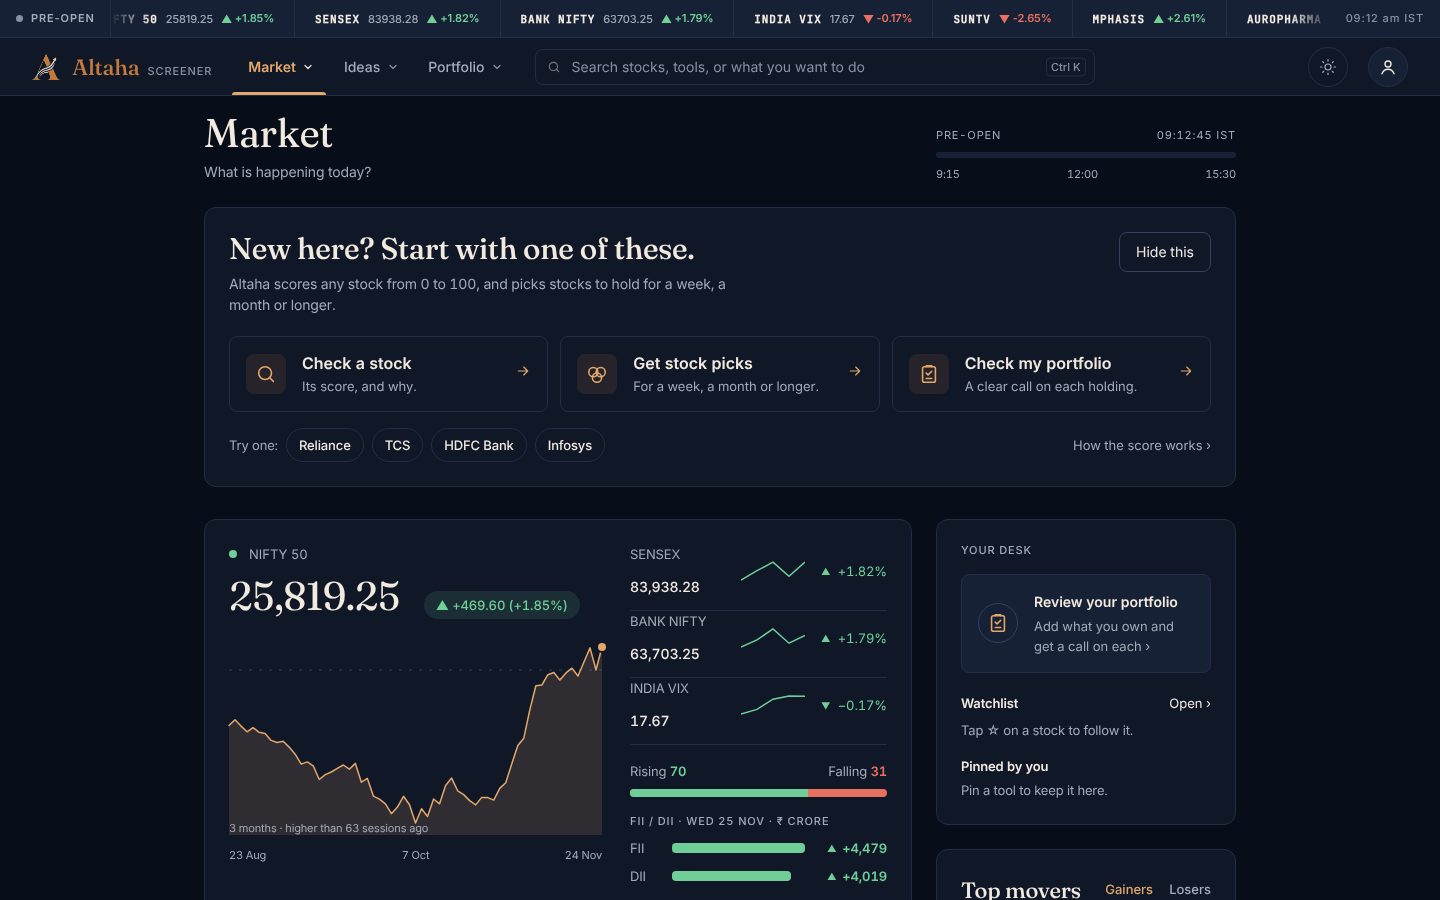 PRE-OPEN
50 25819.25 ▲ +1.85%
SENSEX 83938.28 ▲ +1.82%
BANK NIFTY 63703.25 ▲ +1.79%
INDIA VIX 17.67 ▼ -0.17%
SUNTV ▼ -2.65%
MPHASIS ▲ +2.61%
AUROPHARMA
09:12 am IST
Altaha SCREENER
Market
Ideas
Portfolio
Search stocks, tools, or what you want to do
Ctrl K
Market
What is happening today?
PRE-OPEN 09:12:45 IST
9:15 12:00 15:30
New here? Start with one of these.
Hide this
Altaha scores any stock from 0 to 100, and picks stocks to hold for a week, a
month or longer.
Check a stock →
Its score, and why.
Get stock picks →
For a week, a month or longer.
Check my portfolio →
A clear call on each holding.
Try one: Reliance TCS HDFC Bank Infosys
How the score works ›
NIFTY 50
25,819.25
▲ +469.60 (+1.85%)
3 months · higher than 63 sessions ago
23 Aug 7 Oct 24 Nov
SENSEX
83,938.28
▲ +1.82%
BANK NIFTY
63,703.25
▲ +1.79%
INDIA VIX
17.67
▼ −0.17%
Rising 70 Falling 31
FII / DII · WED 25 NOV · ₹ CRORE
FII ▲ +4,479
DII ▲ +4,019
YOUR DESK
Review your portfolio
Add what you own and
get a call on each ›
Watchlist Open ›
Tap ☆ on a stock to follow it.
Pinned by you
Pin a tool to keep it here.
Top movers Gainers Losers